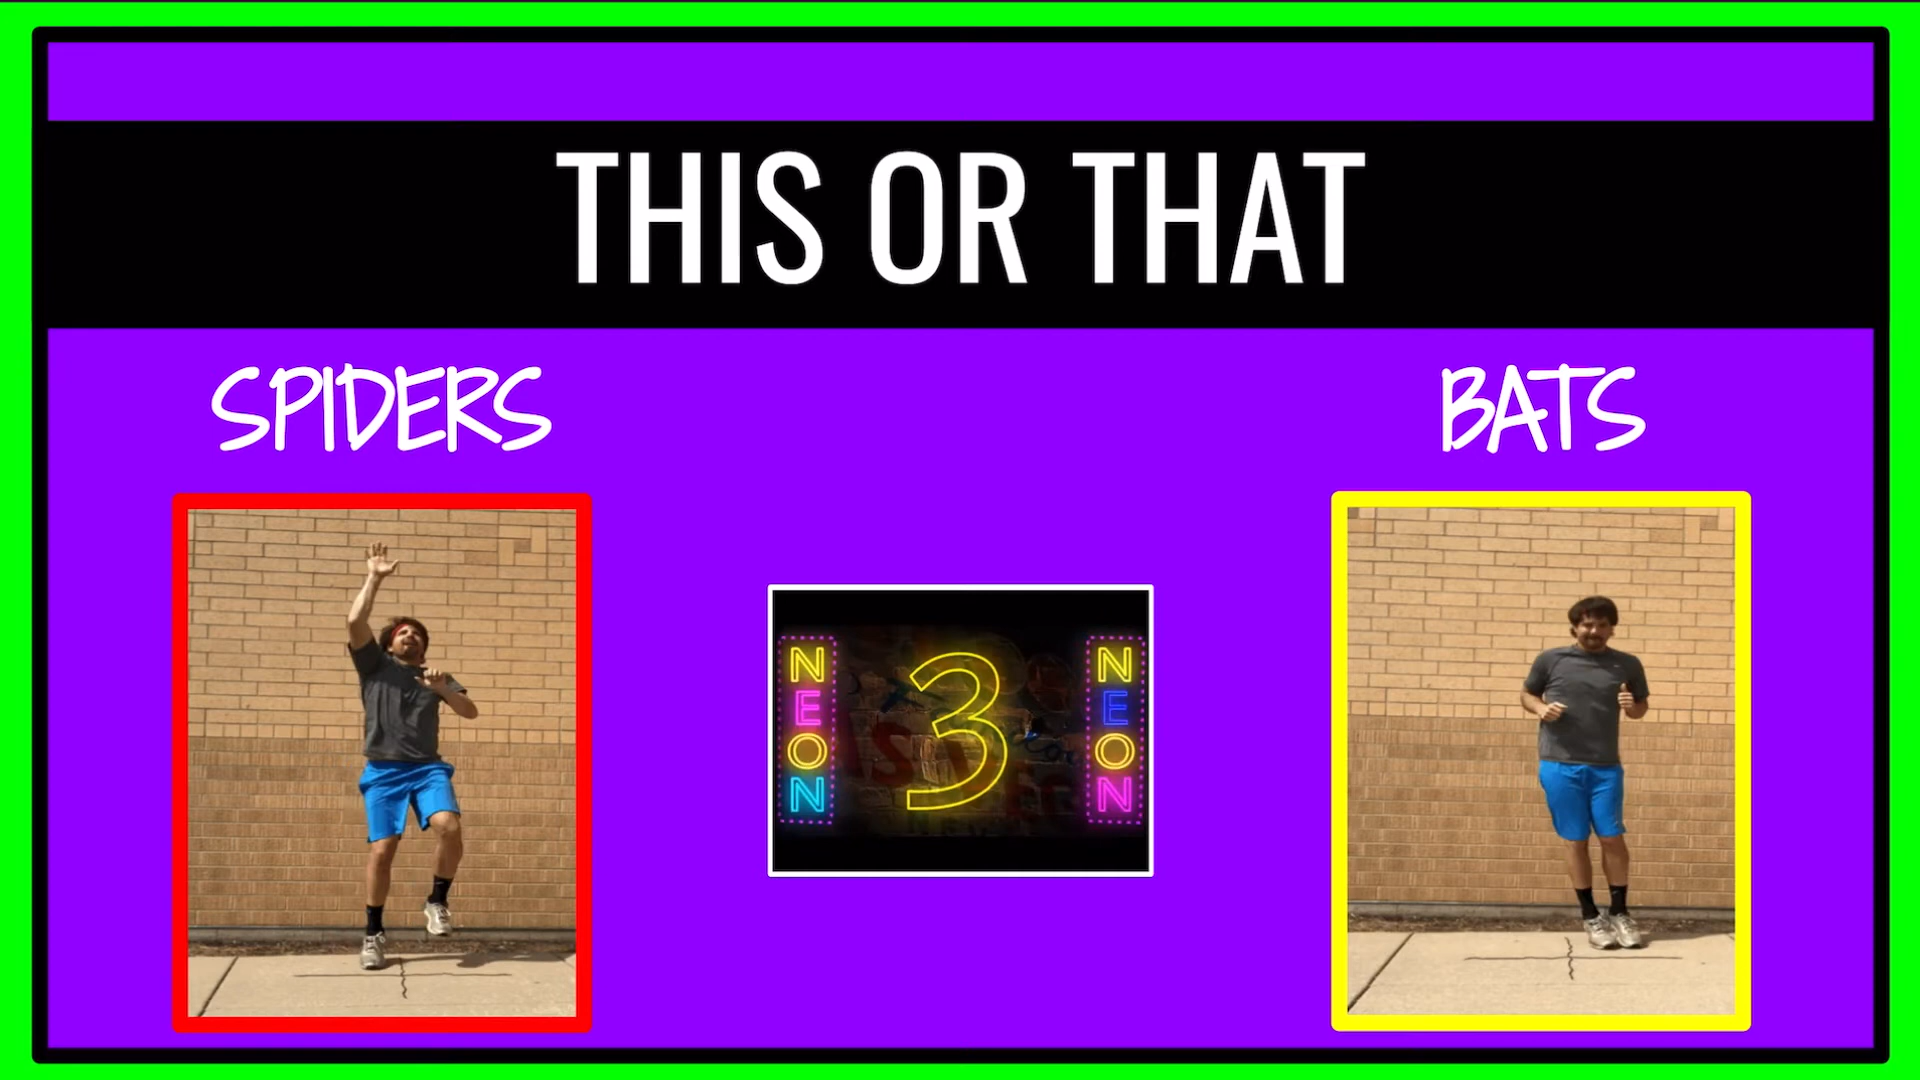 THIS OR THAT
SPIDERS
BATS
NEON
3
NEON